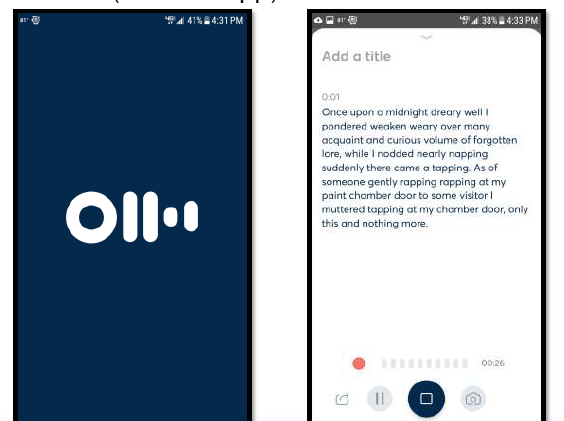 81° 41% 4:31 PM
81° 38% 4:33 PM
Add a title
0:01
Once upon a midnight dreary well I
pondered weaken weary over many
acquaint and curious volume of forgotten
lore, while I nodded nearly napping
suddenly there came a tapping. As of
someone gently rapping rapping at my
paint chamber door to some visitor I
muttered tapping at my chamber door, only
this and nothing more.
00:26